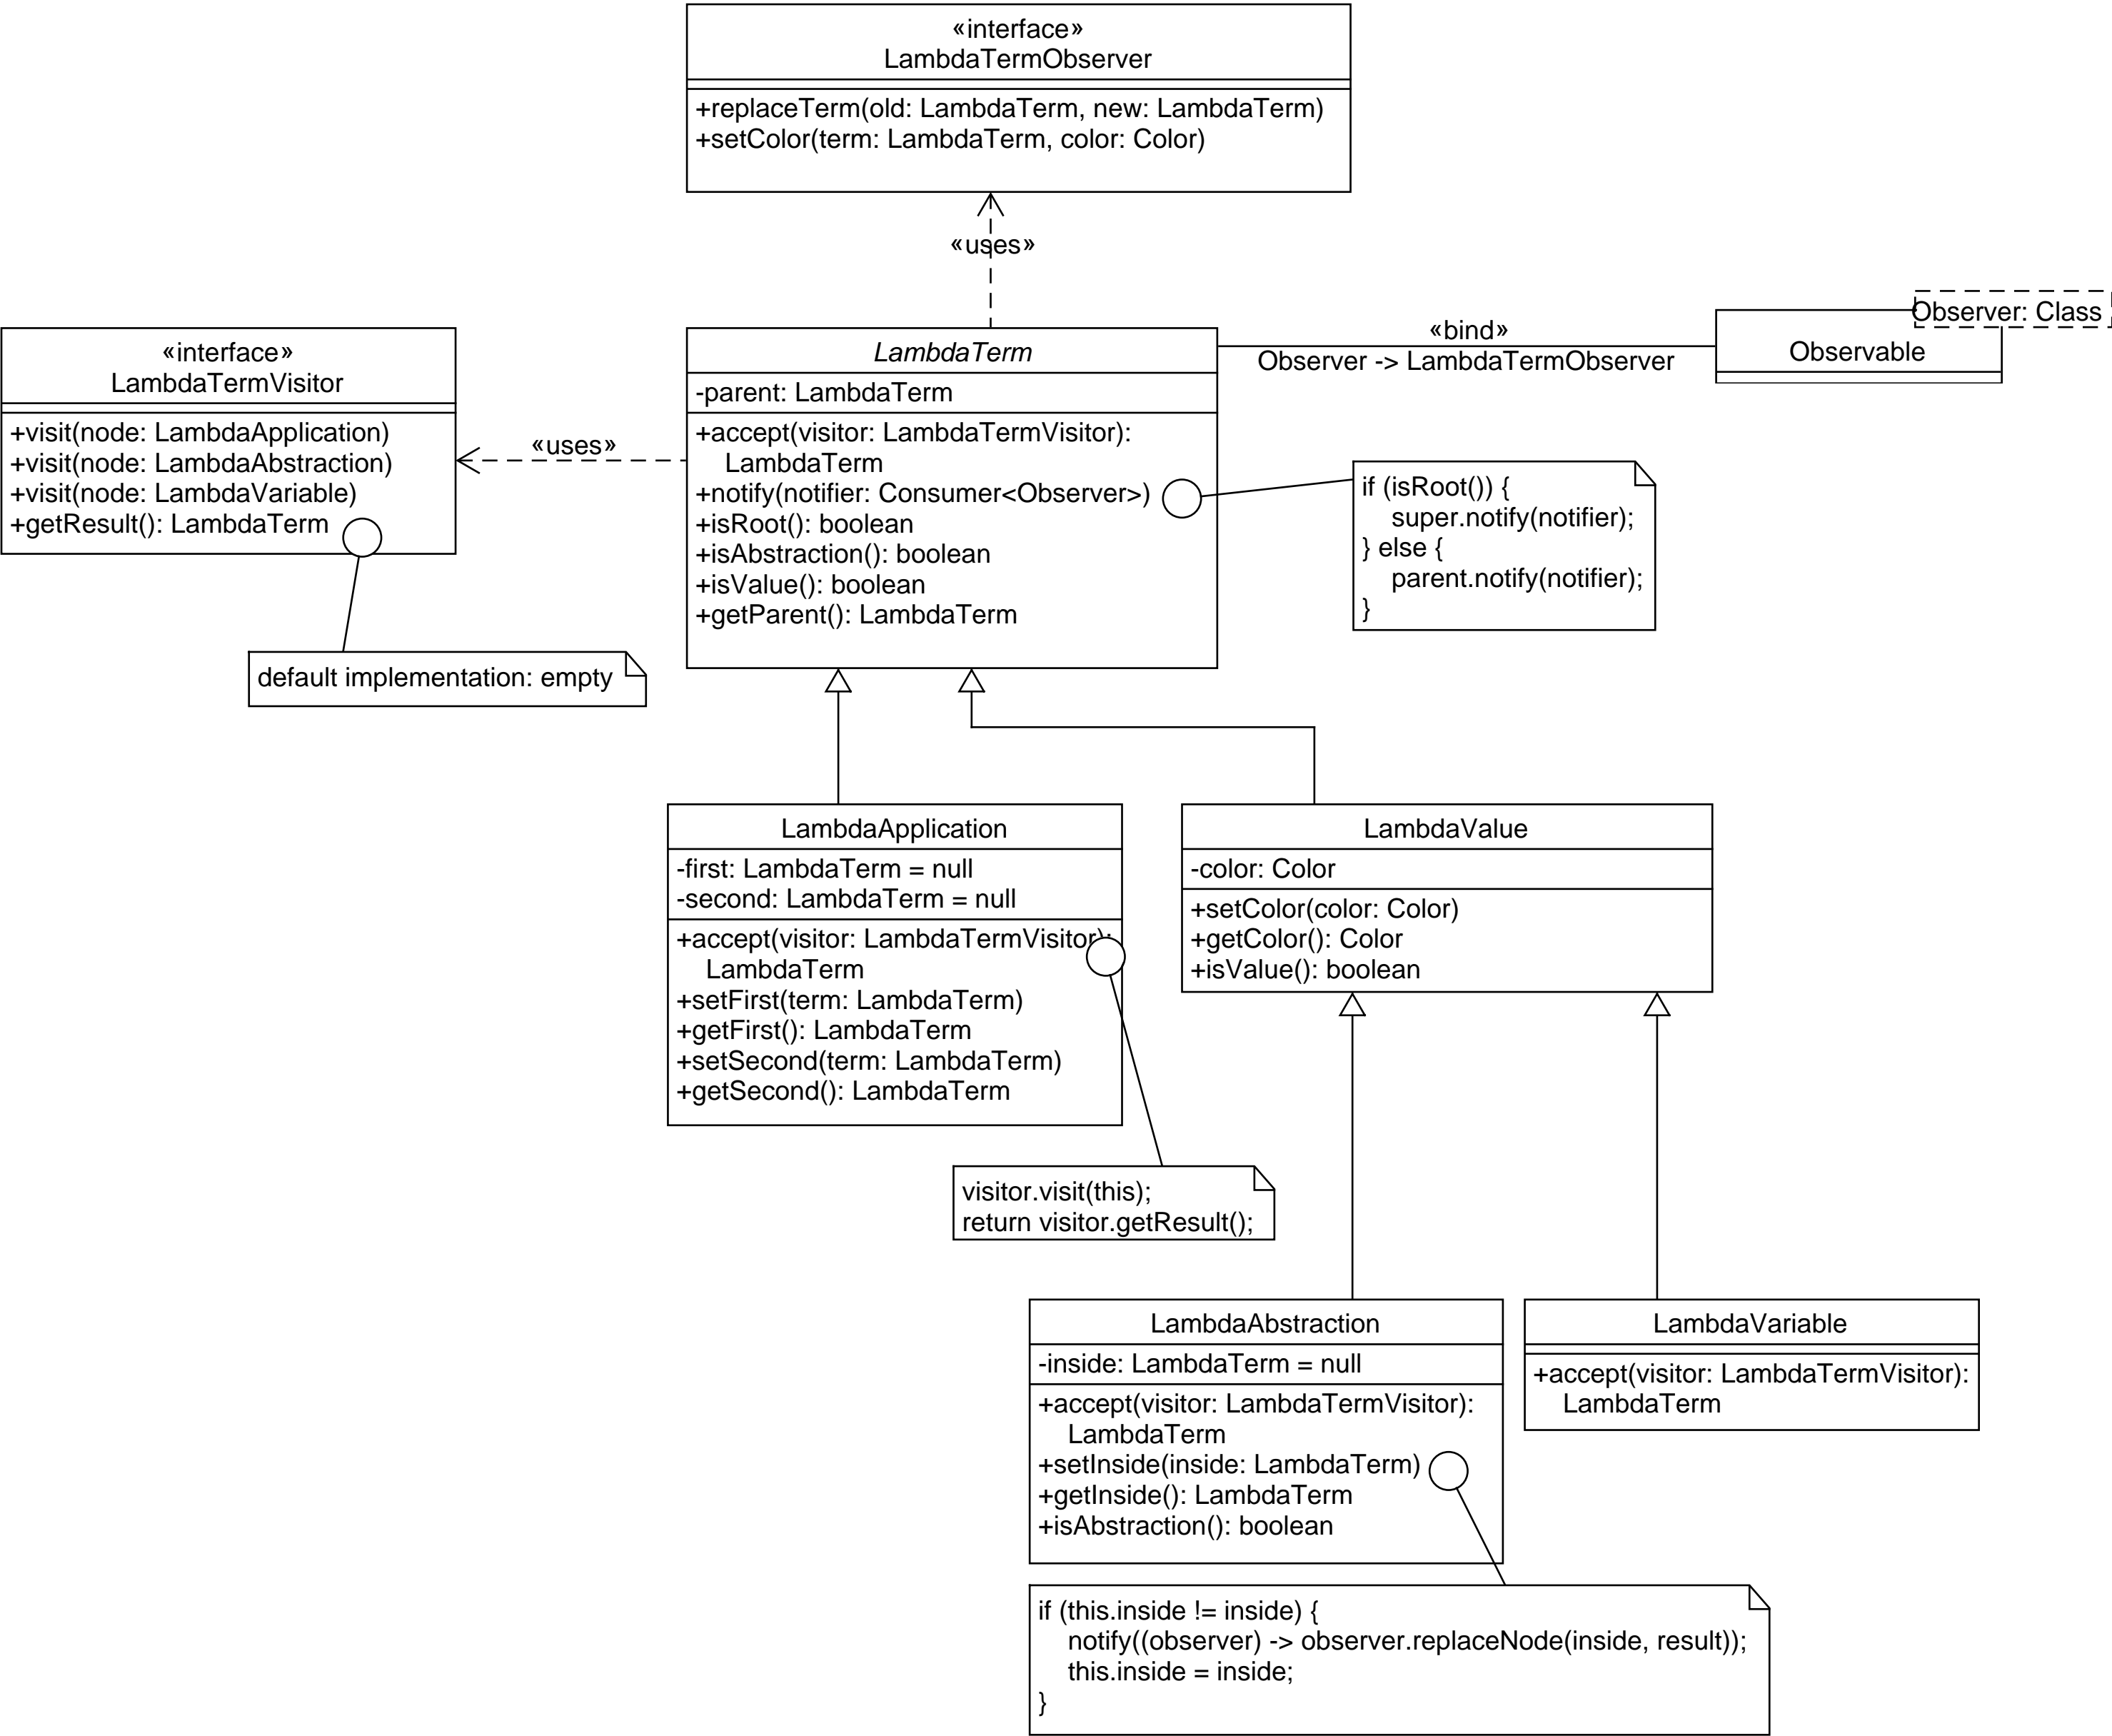 «interface»
LambdaTermObserver
+replaceTerm(old: LambdaTerm, new: LambdaTerm)
+setColor(term: LambdaTerm, color: Color)
«uses»
Observer: Class
Observable
«bind»
Observer -> LambdaTermObserver
«interface»
LambdaTermVisitor
+visit(node: LambdaApplication)
+visit(node: LambdaAbstraction)
+visit(node: LambdaVariable)
+getResult(): LambdaTerm
«uses»
default implementation: empty
LambdaTerm
-parent: LambdaTerm
+accept(visitor: LambdaTermVisitor):
LambdaTerm
+notify(notifier: Consumer<Observer>)
+isRoot(): boolean
+isAbstraction(): boolean
+isValue(): boolean
+getParent(): LambdaTerm
if (isRoot()) {
super.notify(notifier);
} else {
parent.notify(notifier);
}
LambdaApplication
-first: LambdaTerm = null
-second: LambdaTerm = null
+accept(visitor: LambdaTermVisitor):
LambdaTerm
+setFirst(term: LambdaTerm)
+getFirst(): LambdaTerm
+setSecond(term: LambdaTerm)
+getSecond(): LambdaTerm
visitor.visit(this);
return visitor.getResult();
LambdaValue
-color: Color
+setColor(color: Color)
+getColor(): Color
+isValue(): boolean
LambdaAbstraction
-inside: LambdaTerm = null
+accept(visitor: LambdaTermVisitor):
LambdaTerm
+setInside(inside: LambdaTerm)
+getInside(): LambdaTerm
+isAbstraction(): boolean
LambdaVariable
+accept(visitor: LambdaTermVisitor):
LambdaTerm
if (this.inside != inside) {
notify((observer) -> observer.replaceNode(inside, result));
this.inside = inside;
}